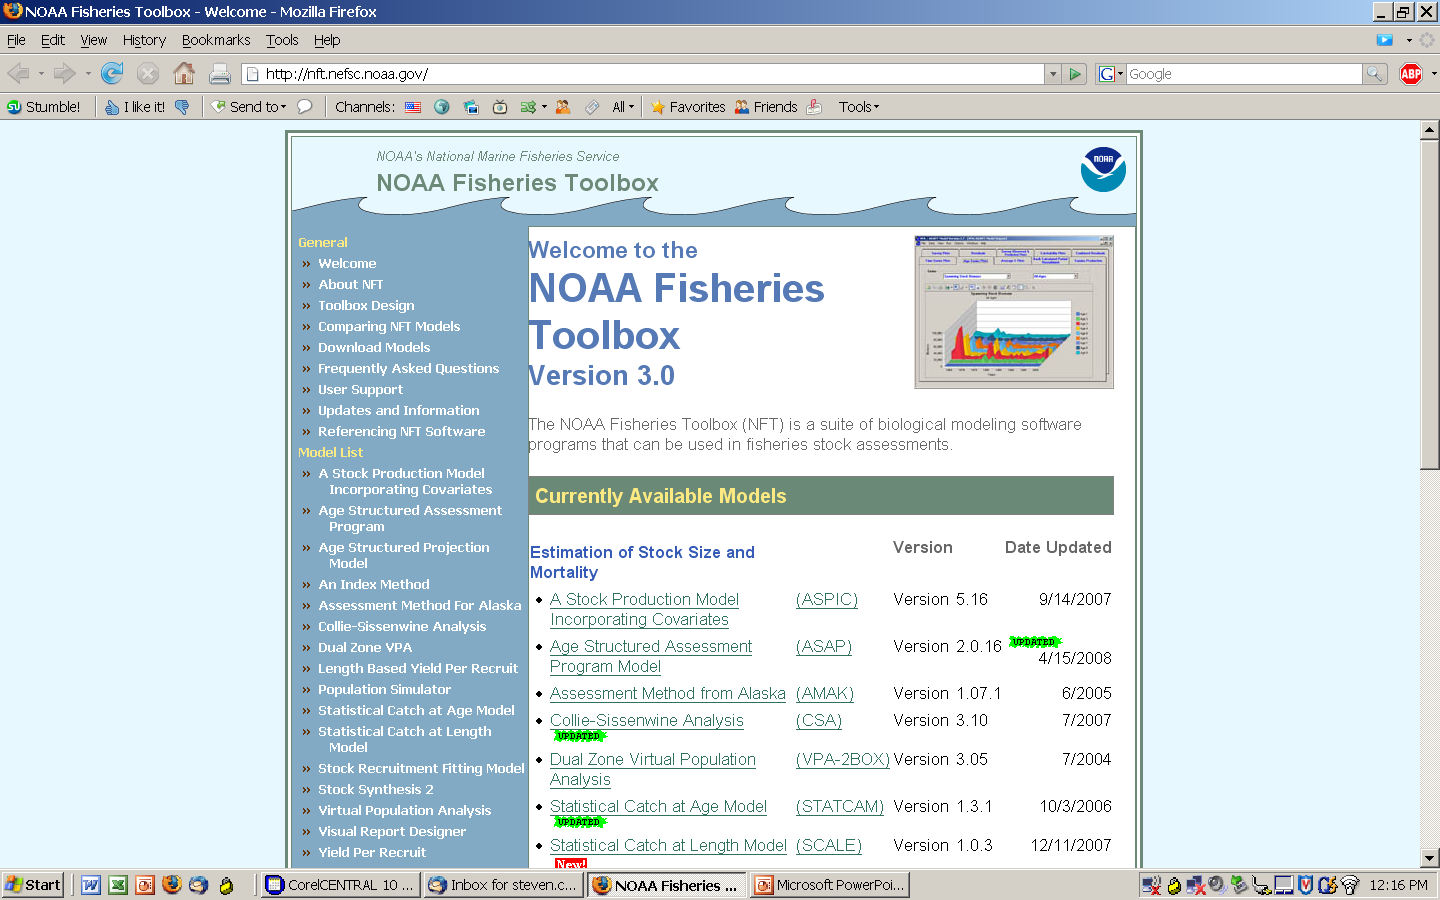 NOAA Fisheries Toolbox - Welcome - Mozilla Firefox
File Edit View History Bookmarks Tools Help
http://nft.nefsc.noaa.gov/
G Google
ABP
Stumble! I like it! Send to Channels: All Favorites Friends Tools
NOAA's National Marine Fisheries Service
NOAA Fisheries Toolbox
NOAA
General
» Welcome
» About NFT
» Toolbox Design
» Comparing NFT Models
» Download Models
» Frequently Asked Questions
» User Support
» Updates and Information
» Referencing NFT Software
Model List
» A Stock Production Model
Incorporating Covariates
» Age Structured Assessment
Program
» Age Structured Projection
Model
» An Index Method
» Assessment Method For Alaska
» Collie-Sissenwine Analysis
» Dual Zone VPA
» Length Based Yield Per Recruit
» Population Simulator
» Statistical Catch at Age Model
» Statistical Catch at Length
Model
» Stock Recruitment Fitting Model
» Stock Synthesis 2
» Virtual Population Analysis
» Visual Report Designer
» Yield Per Recruit
Welcome to the
NOAA Fisheries
Toolbox
Version 3.0
The NOAA Fisheries Toolbox (NFT) is a suite of biological modeling software
programs that can be used in fisheries stock assessments.
Currently Available Models
Estimation of Stock Size and
Mortality
Version Date Updated
• A Stock Production Model (ASPIC) Version 5.16 9/14/2007
Incorporating Covariates
UPDATED
• Age Structured Assessment (ASAP) Version 2.0.16 4/15/2008
Program Model
• Assessment Method from Alaska (AMAK) Version 1.07.1 6/2005
• Collie-Sissenwine Analysis (CSA) Version 3.10 7/2007
UPDATED
• Dual Zone Virtual Population (VPA-2BOX) Version 3.05 7/2004
Analysis
• Statistical Catch at Age Model (STATCAM) Version 1.3.1 10/3/2006
UPDATED
• Statistical Catch at Length Model (SCALE) Version 1.0.3 12/11/2007
New!
Start CorelCENTRAL 10 ... Inbox for steven.c... NOAA Fisheries ... Microsoft PowerPoi... 12:16 PM